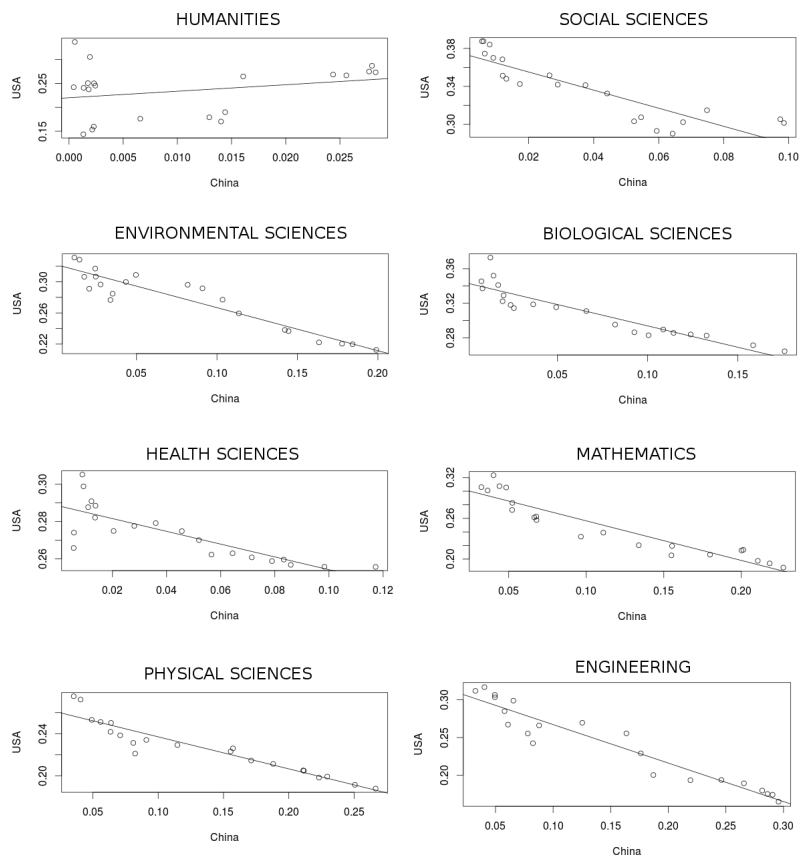 HUMANITIES
USA
0.15 0.25
0.000 0.005 0.010 0.015 0.020 0.025
China
SOCIAL SCIENCES
USA
0.30 0.34 0.38
0.02 0.04 0.06 0.08 0.10
China
ENVIRONMENTAL SCIENCES
USA
0.22 0.26 0.30
0.05 0.10 0.15 0.20
China
BIOLOGICAL SCIENCES
USA
0.28 0.32 0.36
0.05 0.10 0.15
China
HEALTH SCIENCES
USA
0.26 0.28 0.30
0.02 0.04 0.06 0.08 0.10 0.12
China
MATHEMATICS
USA
0.20 0.26 0.32
0.05 0.10 0.15 0.20
China
PHYSICAL SCIENCES
USA
0.20 0.24
0.05 0.10 0.15 0.20 0.25
China
ENGINEERING
USA
0.20 0.25 0.30
0.05 0.10 0.15 0.20 0.25 0.30
China